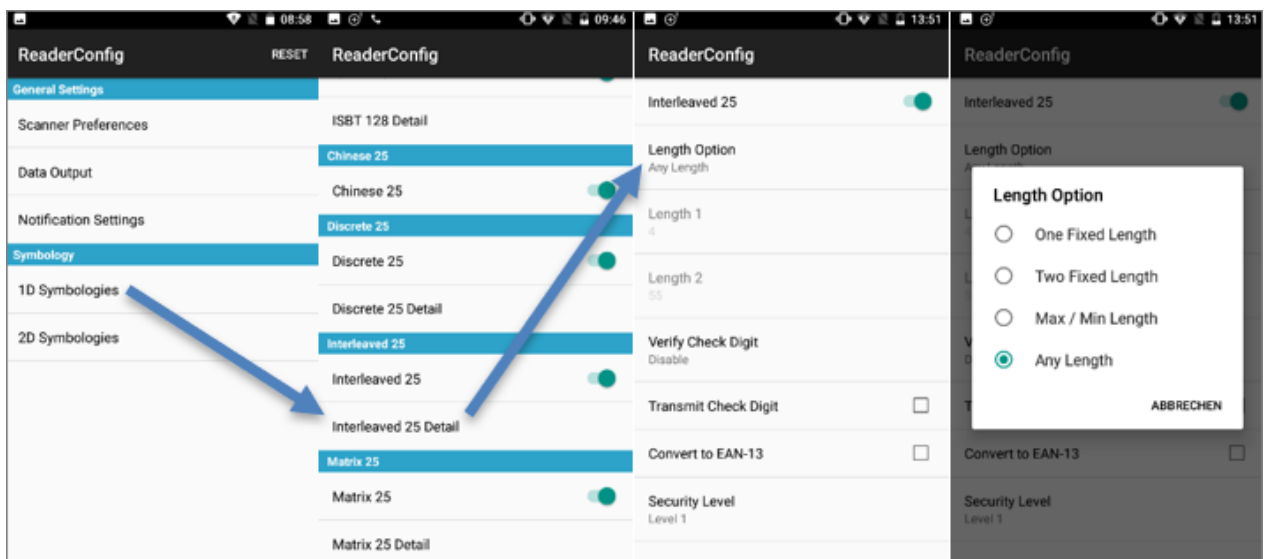 08:58
ReaderConfig
RESET
General Settings
Scanner Preferences
Data Output
Notification Settings
Symbology
1D Symbologies
2D Symbologies
09:46
ReaderConfig
ISBT 128 Detail
Chinese 25
Chinese 25
Discrete 25
Discrete 25
Discrete 25 Detail
Interleaved 25
Interleaved 25
Interleaved 25 Detail
Matrix 25
Matrix 25
Matrix 25 Detail
13:51
ReaderConfig
Interleaved 25
Length Option
Any Length
Length 1
4
Length 2
55
Verify Check Digit
Disable
Transmit Check Digit
Convert to EAN-13
Security Level
Level 1
13:51
ReaderConfig
Interleaved 25
Length Option
Any Length
Length Option
One Fixed Length
Two Fixed Length
Max / Min Length
Any Length
ABBRECHEN
Convert to EAN-13
Security Level
Level 1